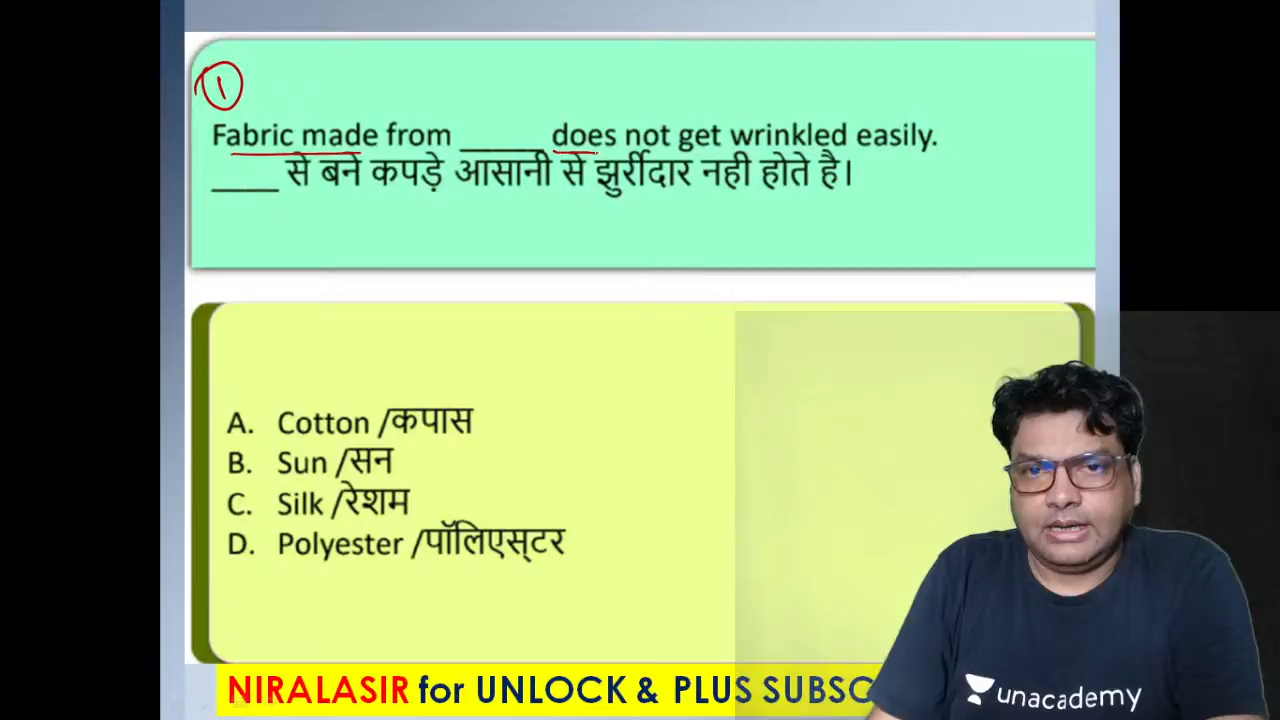 1
Fabric made from _____ does not get wrinkled easily.
____ से बने कपड़े आसानी से झुर्रीदार नही होते है।
A. Cotton /कपास
B. Sun /सन
C. Silk /रेशम
D. Polyester /पॉलिएस्टर
NIRALASIR for UNLOCK & PLUS SUBSC
unacademy